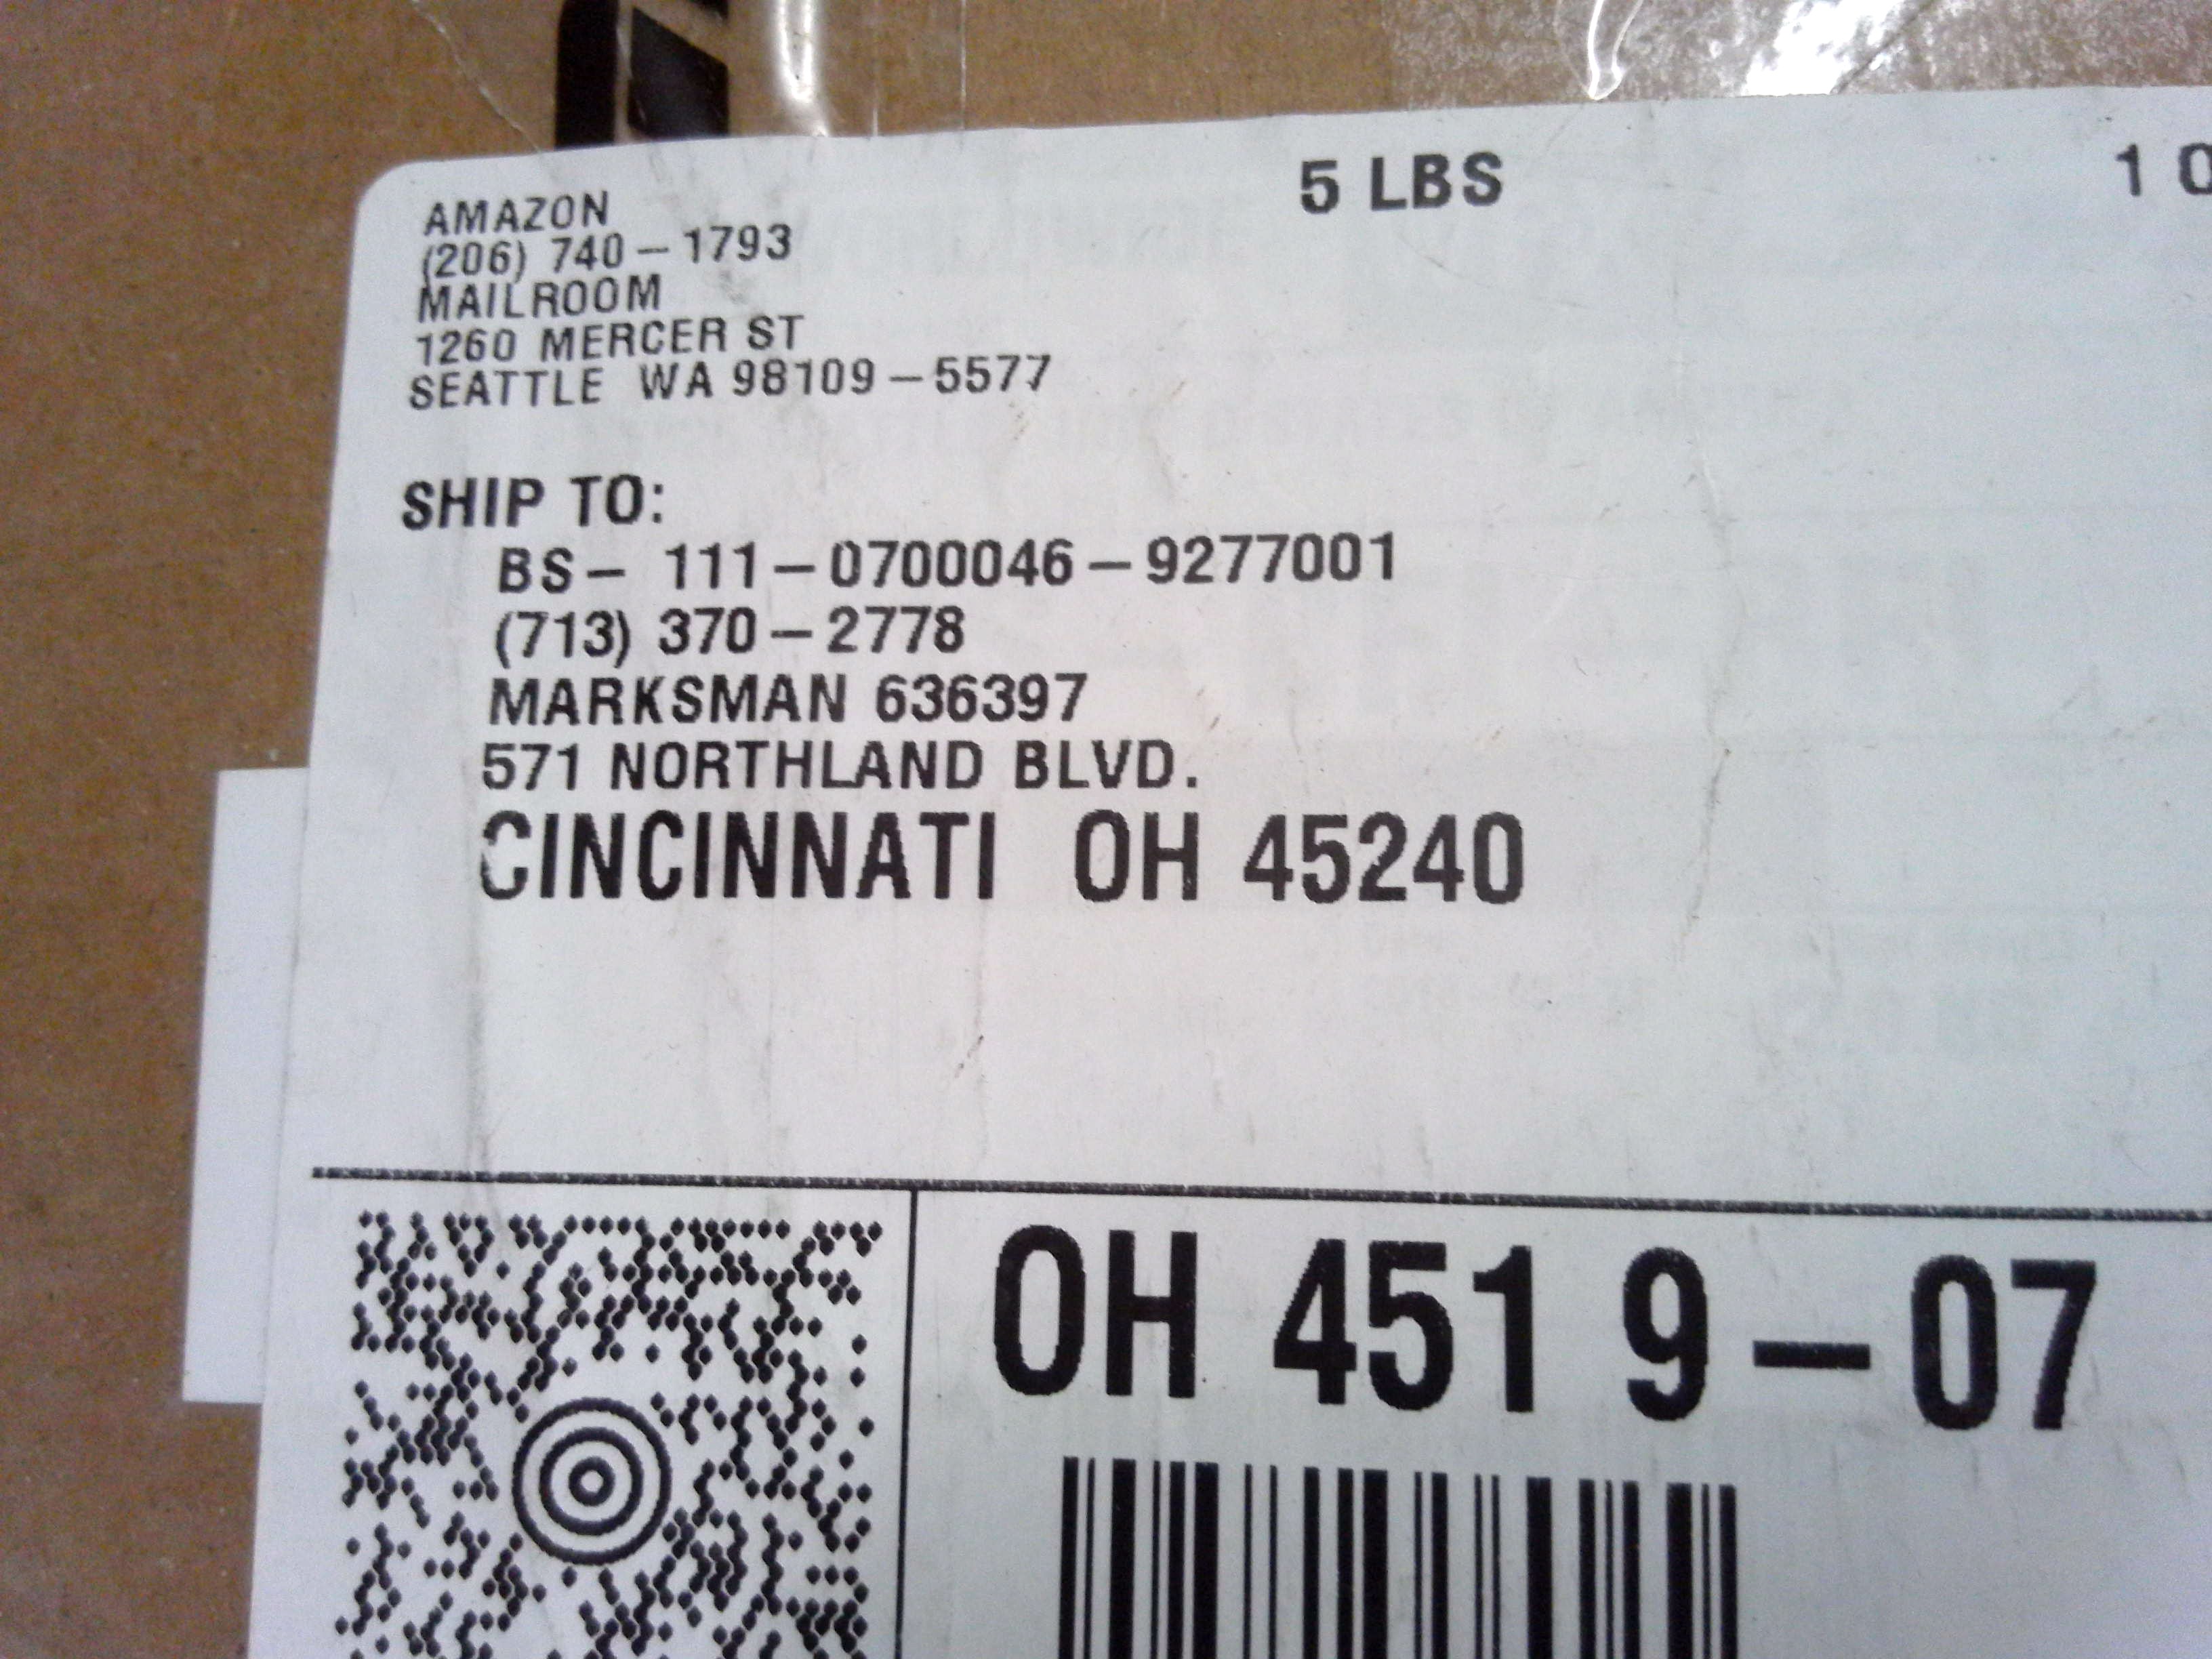 AMAZON
(206) 740-1793
MAILROOM
1260 MERCER ST
SEATTLE WA 98109-5577
5 LBS
1 O
SHIP TO:
BS- 111-0700046-9277001
(713) 370-2778
MARKSMAN 636397
571 NORTHLAND BLVD.
CINCINNATI OH 45240
OH 451 9-07